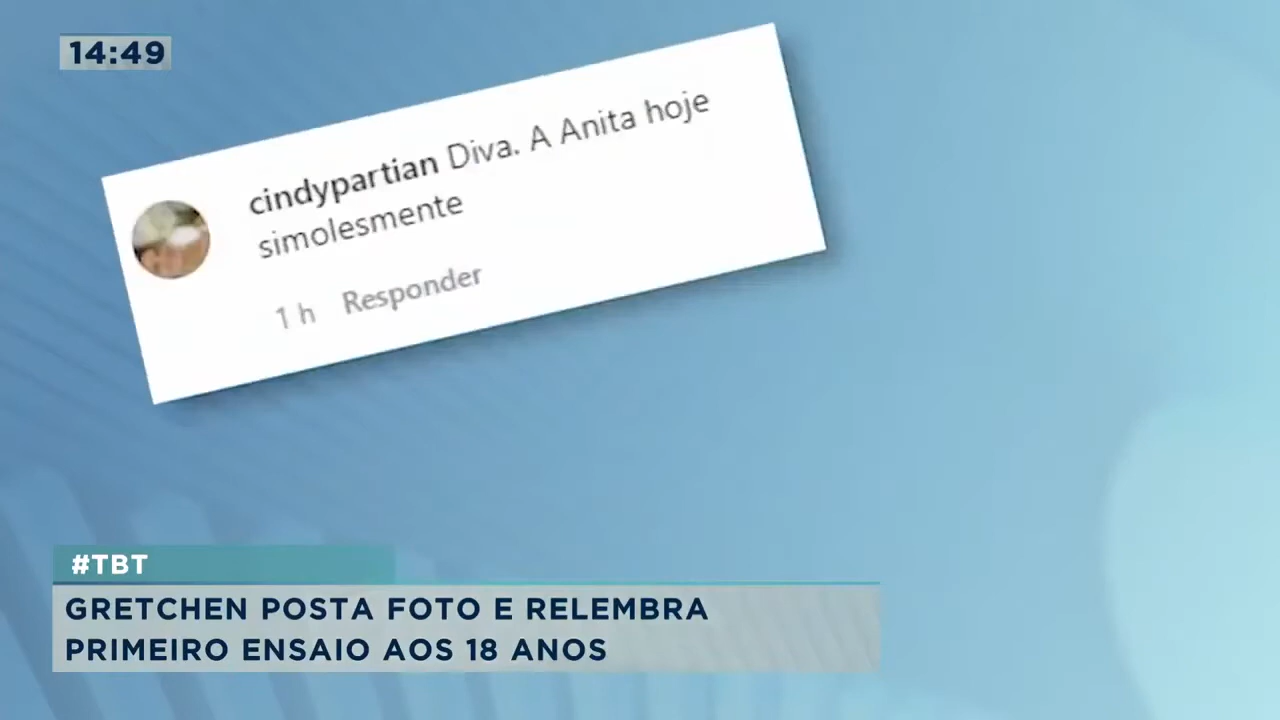 14:49
cindypartian Diva. A Anita hoje
simolesmente
1 h Responder
#TBT
GRETCHEN POSTA FOTO E RELEMBRA
PRIMEIRO ENSAIO AOS 18 ANOS